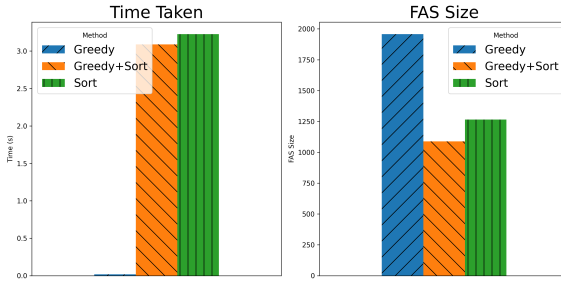 Time Taken
Time (s)
3.0
2.5
2.0
1.5
1.0
0.5
0.0
Method
Greedy
Greedy+Sort
Sort
FAS Size
FAS Size
2000
1750
1500
1250
1000
750
500
250
0
Method
Greedy
Greedy+Sort
Sort